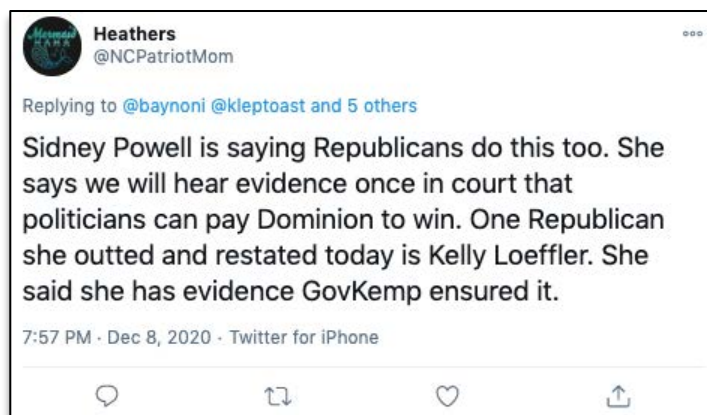 Mermaid
MAMA
Heathers
@NCPatriotMom
Replying to @baynoni @kleptoast and 5 others
Sidney Powell is saying Republicans do this too. She
says we will hear evidence once in court that
politicians can pay Dominion to win. One Republican
she outted and restated today is Kelly Loeffler. She
said she has evidence GovKemp ensured it.
7:57 PM · Dec 8, 2020 · Twitter for iPhone